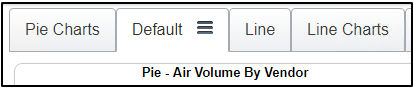 Pie Charts Default Line Line Charts
Pie - Air Volume By Vendor